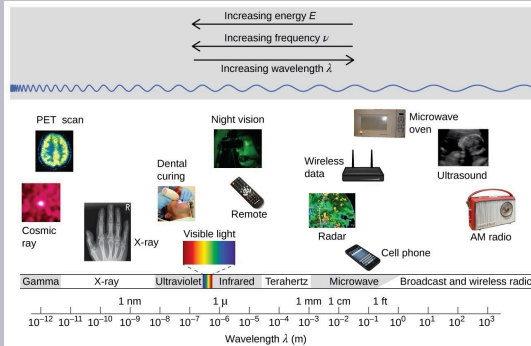 Increasing energy E
Increasing frequency ν
Increasing wavelength λ
PET scan
Night vision
Microwave
oven
Dental
curing
Wireless
data
Ultrasound
Cosmic
ray
R
X-ray
Remote
Visible light
Radar
AM radio
Cell phone
Gamma X-ray Ultraviolet Infrared Terahertz Microwave Broadcast and wireless radio
1 nm 1 μ 1 mm 1 cm 1 ft
10⁻¹² 10⁻¹¹ 10⁻¹⁰ 10⁻⁹ 10⁻⁸ 10⁻⁷ 10⁻⁶ 10⁻⁵ 10⁻⁴ 10⁻³ 10⁻² 10⁻¹ 10⁰ 10¹ 10² 10³
Wavelength λ (m)